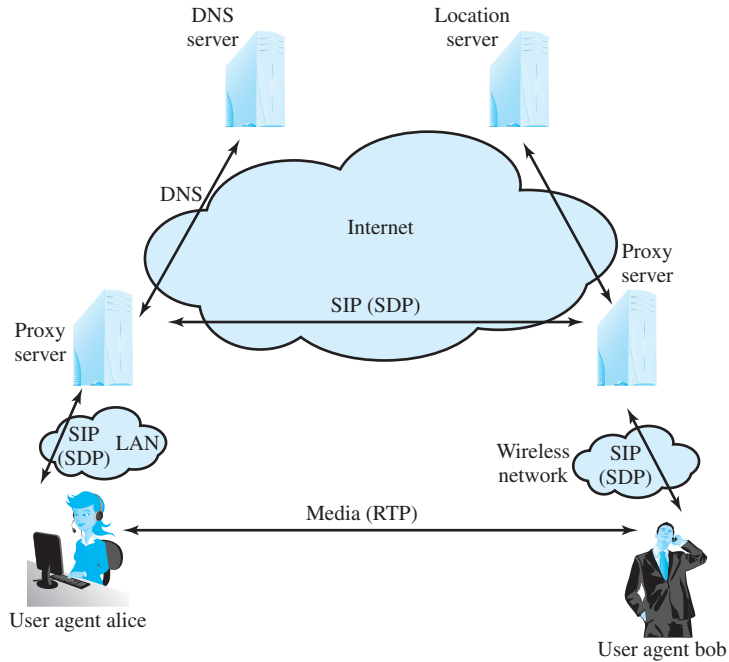 DNS
server
Location
server
DNS
Internet
Proxy
server
SIP (SDP)
Proxy
server
SIP
(SDP)
LAN
Wireless
network
SIP
(SDP)
Media (RTP)
User agent alice
User agent bob